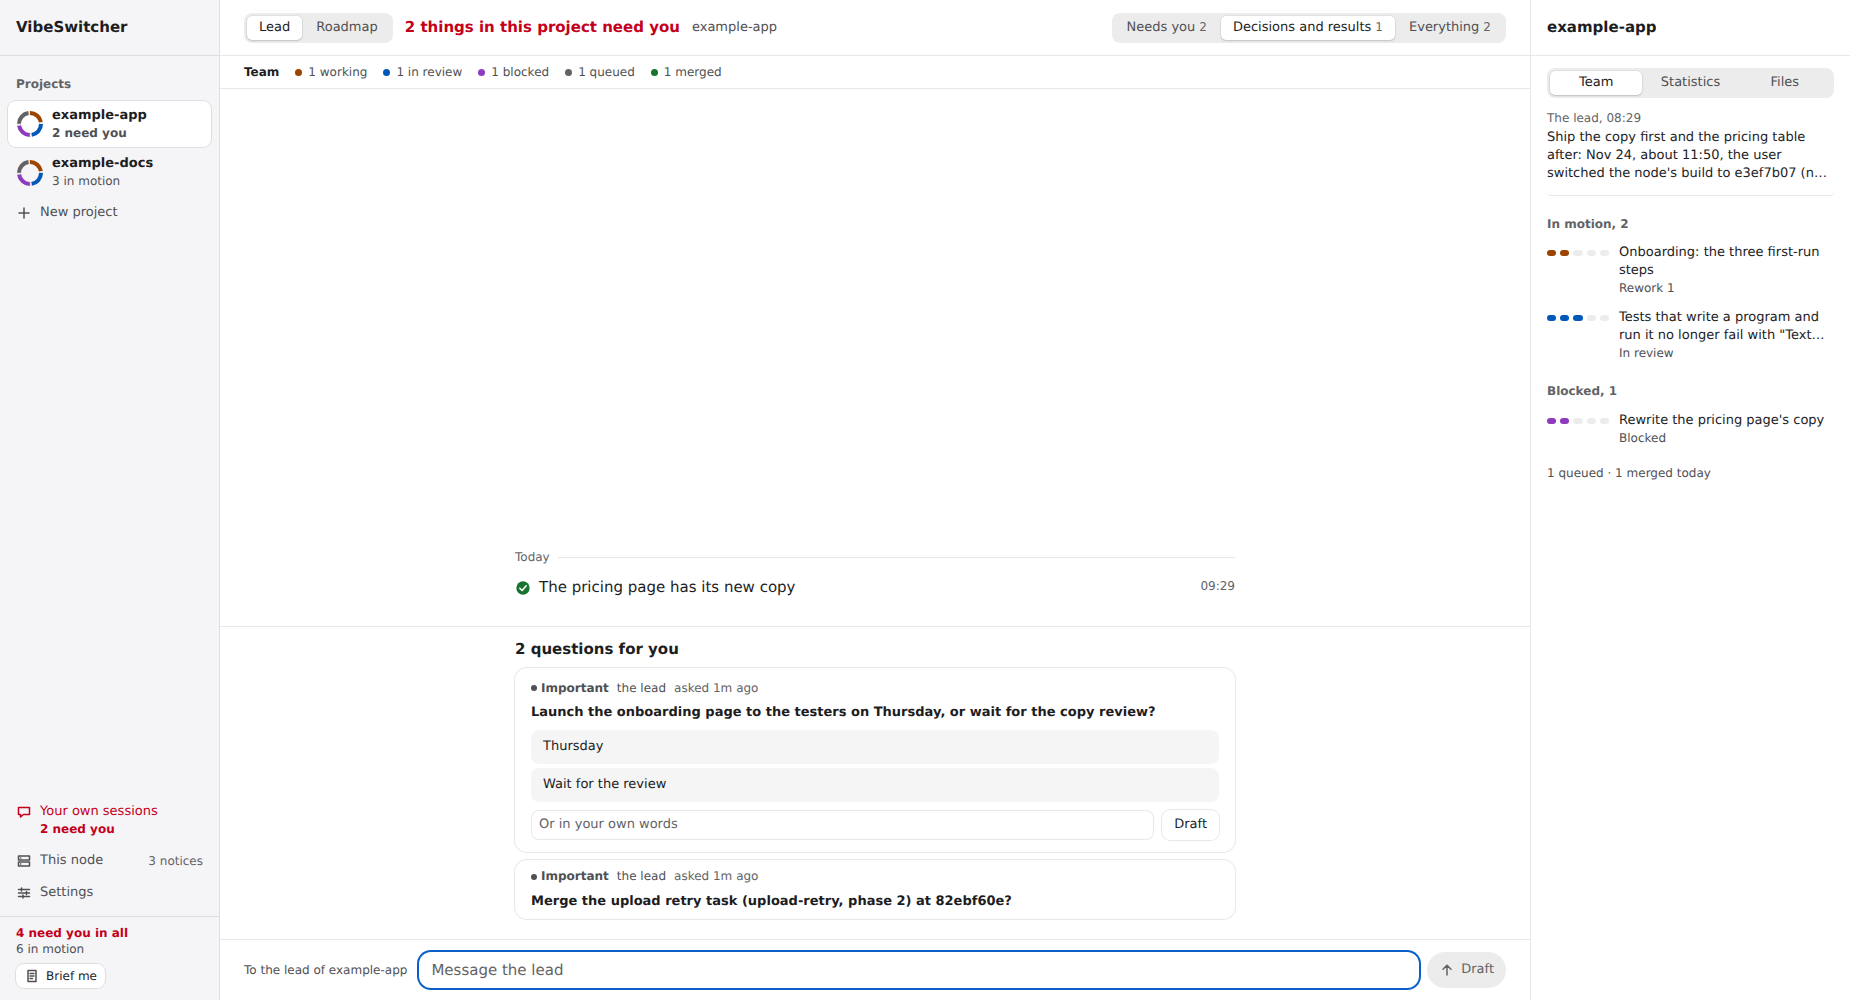 VibeSwitcher
Projects
example-app
2 need you
example-docs
3 in motion
New project
Your own sessions
2 need you
This node
3 notices
Settings
4 need you in all
6 in motion
Brief me
Lead
Roadmap
2 things in this project need you
example-app
Needs you 2
Decisions and results 1
Everything 2
Team
1 working
1 in review
1 blocked
1 queued
1 merged
Today
The pricing page has its new copy
09:29
2 questions for you
Important the lead asked 1m ago
Launch the onboarding page to the testers on Thursday, or wait for the copy review?
Thursday
Wait for the review
Or in your own words
Draft
Important the lead asked 1m ago
Merge the upload retry task (upload-retry, phase 2) at 82ebf60e?
To the lead of example-app
Message the lead
Draft
example-app
Team
Statistics
Files
The lead, 08:29
Ship the copy first and the pricing table
after: Nov 24, about 11:50, the user
switched the node's build to e3ef7b07 (n…
In motion, 2
Onboarding: the three first-run
steps
Rework 1
Tests that write a program and
run it no longer fail with "Text…
In review
Blocked, 1
Rewrite the pricing page's copy
Blocked
1 queued · 1 merged today